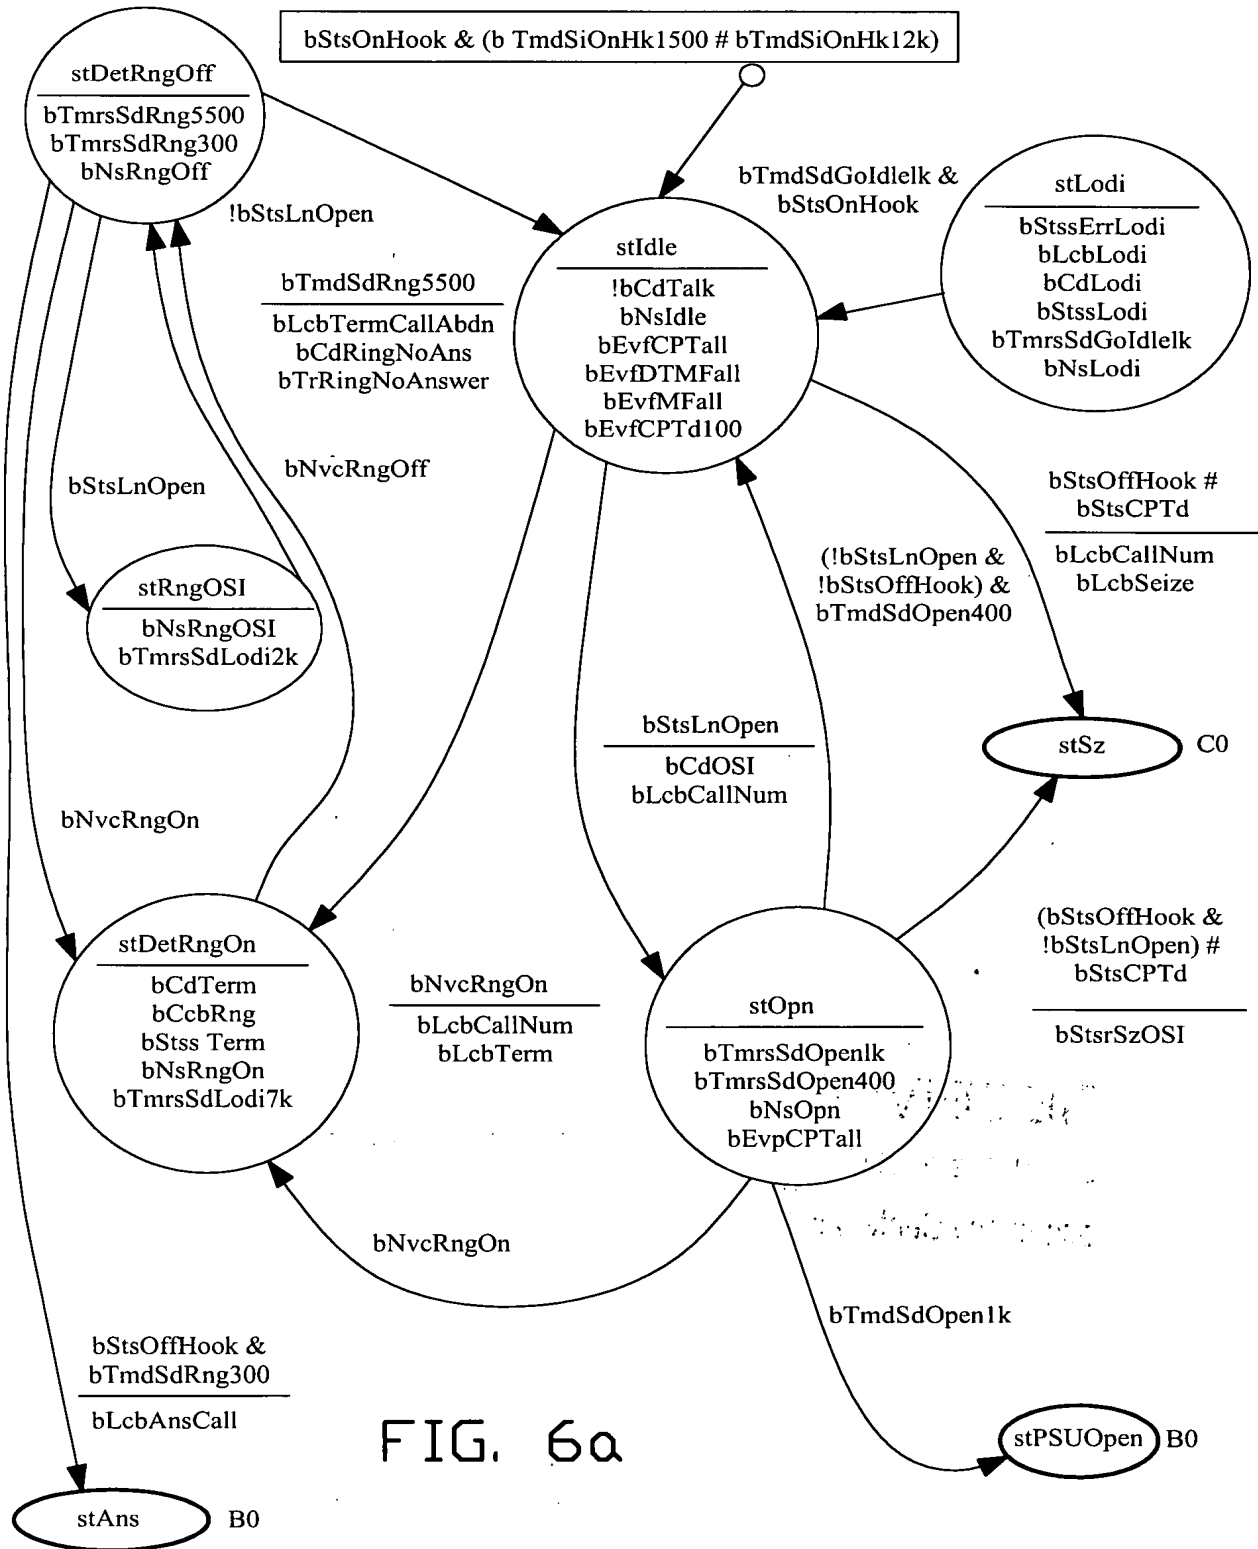 bStsOnHook & (b TmdSiOnHk1500 # bTmdSiOnHk12k)
stDetRngOff
bTmrsSdRng5500
bTmrsSdRng300
bNsRngOff
!bStsLnOpen
bTmdSdRng5500
bLcbTermCallAbdn
bCdRingNoAns
bTrRingNoAnswer
stIdle
!bCdTalk
bNsIdle
bEvfCPTall
bEvfDTMFall
bEvfMFall
bEvfCPTd100
bTmdSdGoIdlelk &
bStsOnHook
stLodi
bStssErrLodi
bLcbLodi
bCdLodi
bStssLodi
bTmrsSdGoIdlelk
bNsLodi
bNvcRngOff
bStsLnOpen
stRngOSI
bNsRngOSI
bTmrsSdLodi2k
bStsOffHook #
bStsCPTd
bLcbCallNum
bLcbSeize
(!bStsLnOpen &
!bStsOffHook) &
bTmdSdOpen400
bStsLnOpen
bCdOSI
bLcbCallNum
stSz C0
bNvcRngOn
stDetRngOn
bCdTerm
bCcbRng
bStss Term
bNsRngOn
bTmrsSdLodi7k
bNvcRngOn
bLcbCallNum
bLcbTerm
stOpn
bTmrsSdOpenlk
bTmrsSdOpen400
bNsOpn
bEvpCPTall
(bStsOffHook &
!bStsLnOpen) #
bStsCPTd
bStsrSzOSI
bNvcRngOn
bTmdSdOpen1k
bStsOffHook &
bTmdSdRng300
bLcbAnsCall
FIG. 6a
stPSUOpen B0
stAns B0